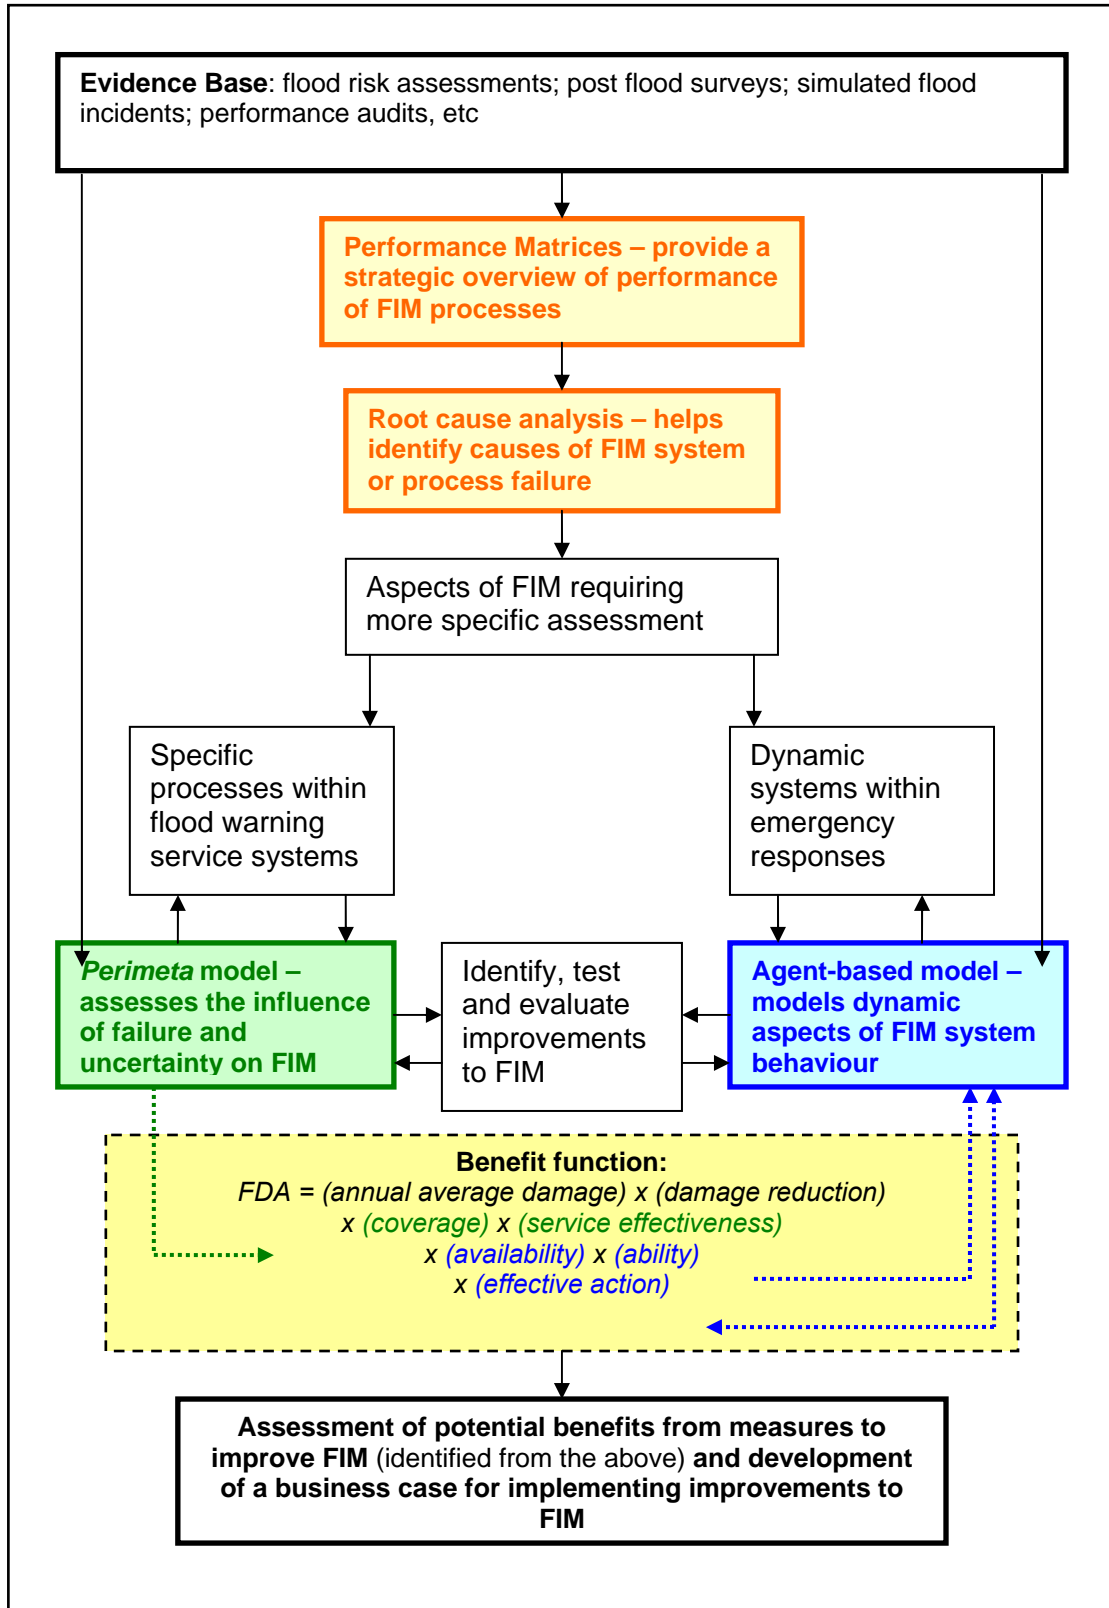 Evidence Base: flood risk assessments; post flood surveys; simulated flood
incidents; performance audits, etc
Performance Matrices – provide a
strategic overview of performance
of FIM processes
Root cause analysis – helps
identify causes of FIM system
or process failure
Aspects of FIM requiring
more specific assessment
Specific
processes within
flood warning
service systems
Dynamic
systems within
emergency
responses
Perimeta model –
assesses the influence
of failure and
uncertainty on FIM
Identify, test
and evaluate
improvements
to FIM
Agent-based model –
models dynamic
aspects of FIM system
behaviour
Benefit function:
FDA = (annual average damage) x (damage reduction)
x (coverage) x (service effectiveness)
x (availability) x (ability)
x (effective action)
Assessment of potential benefits from measures to
improve FIM (identified from the above) and development
of a business case for implementing improvements to
FIM